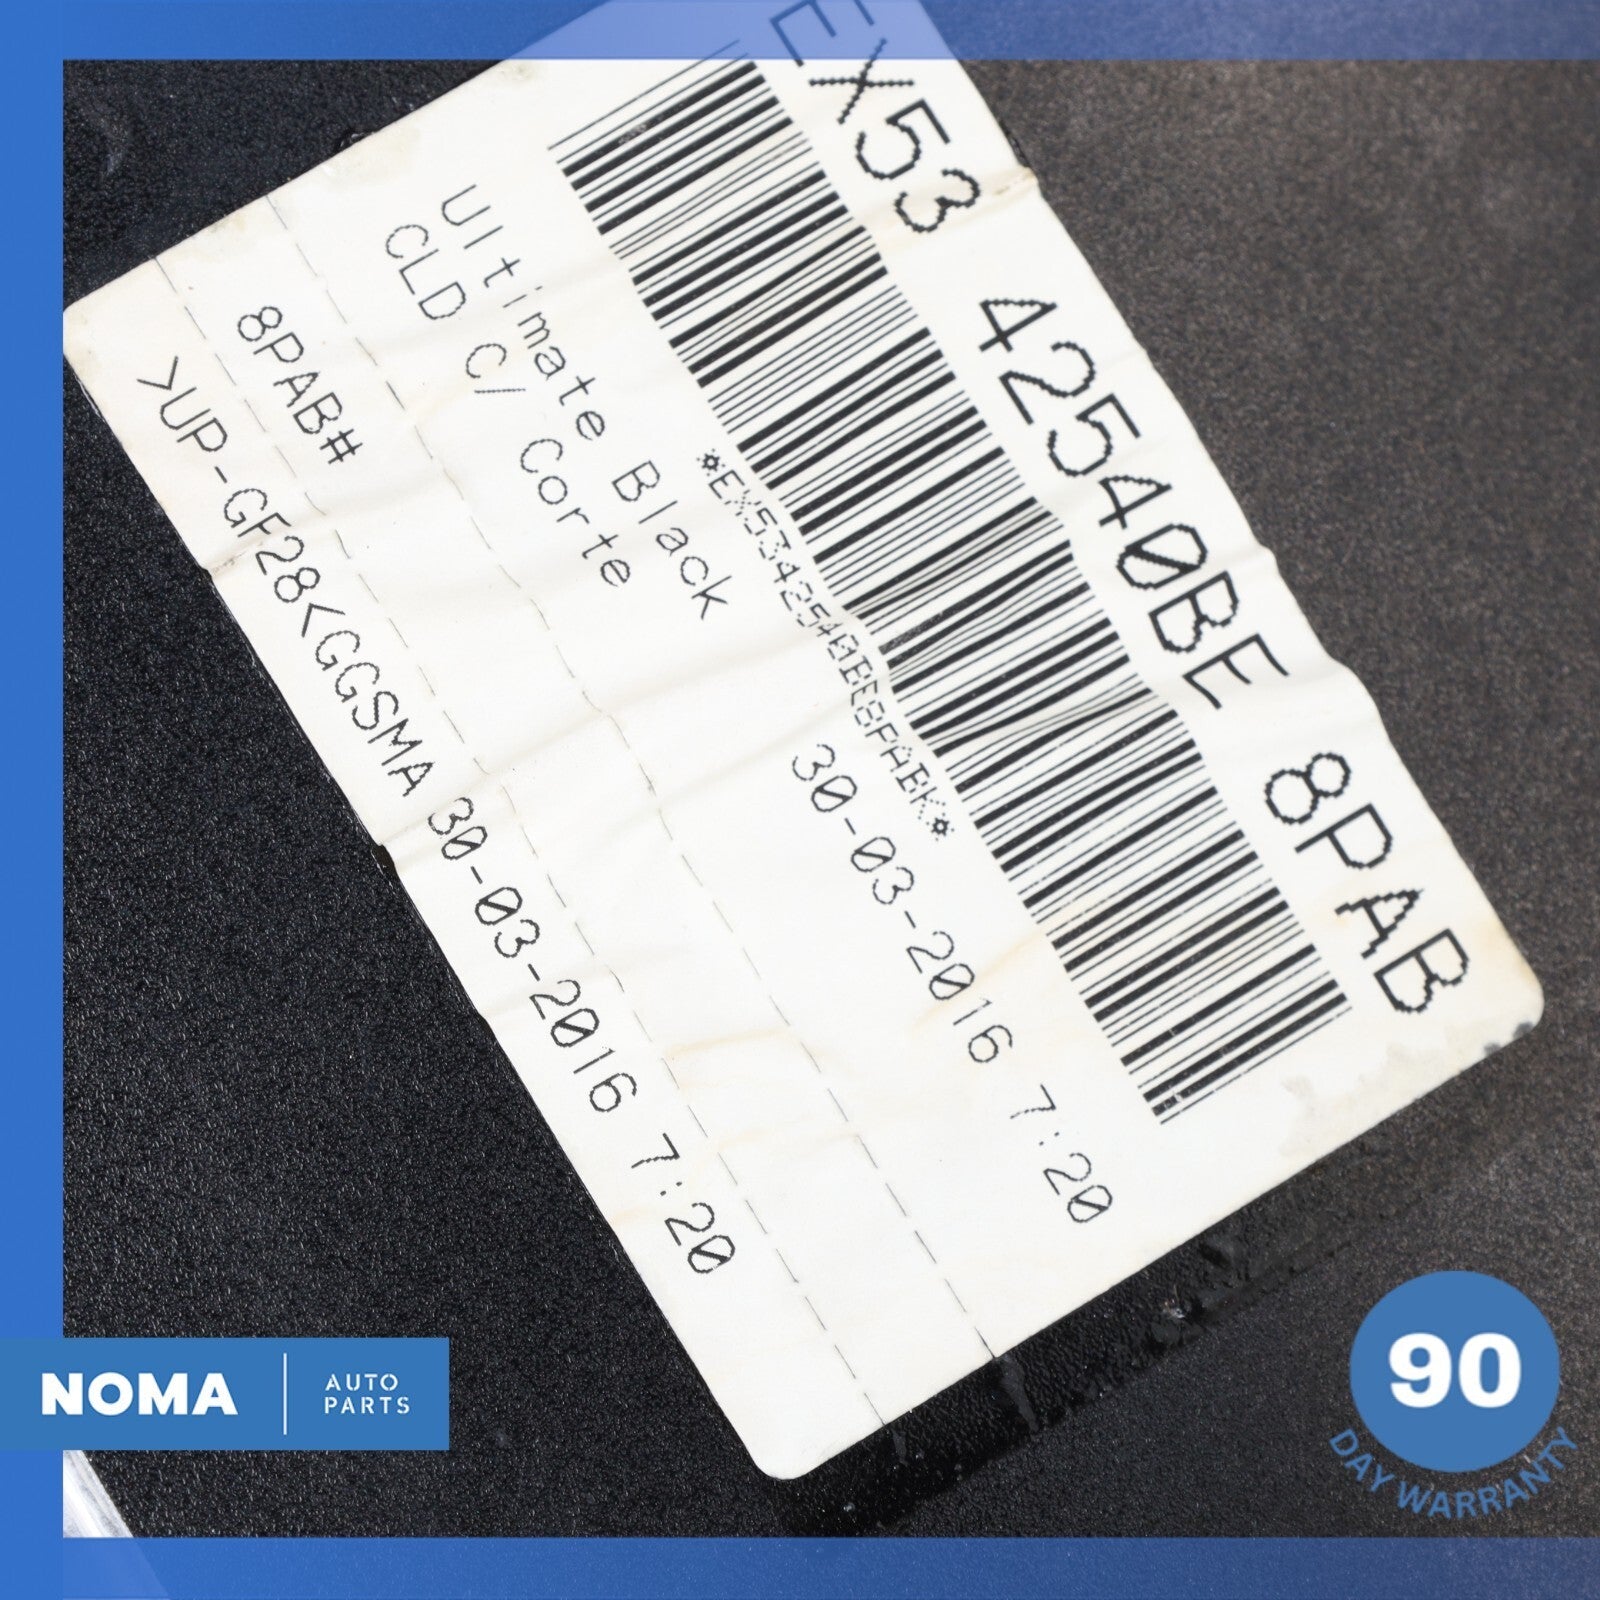 EX53 42540BE 8PAB
*EX5342540BE8PABK*
Ultimate Black
30-03-2016 7:20
CLD C/ Corte
8PAB#
>UP-GF28<GGSMA 30-03-2016 7:20
NOMA
AUTO
PARTS
90
DAY WARRANTY